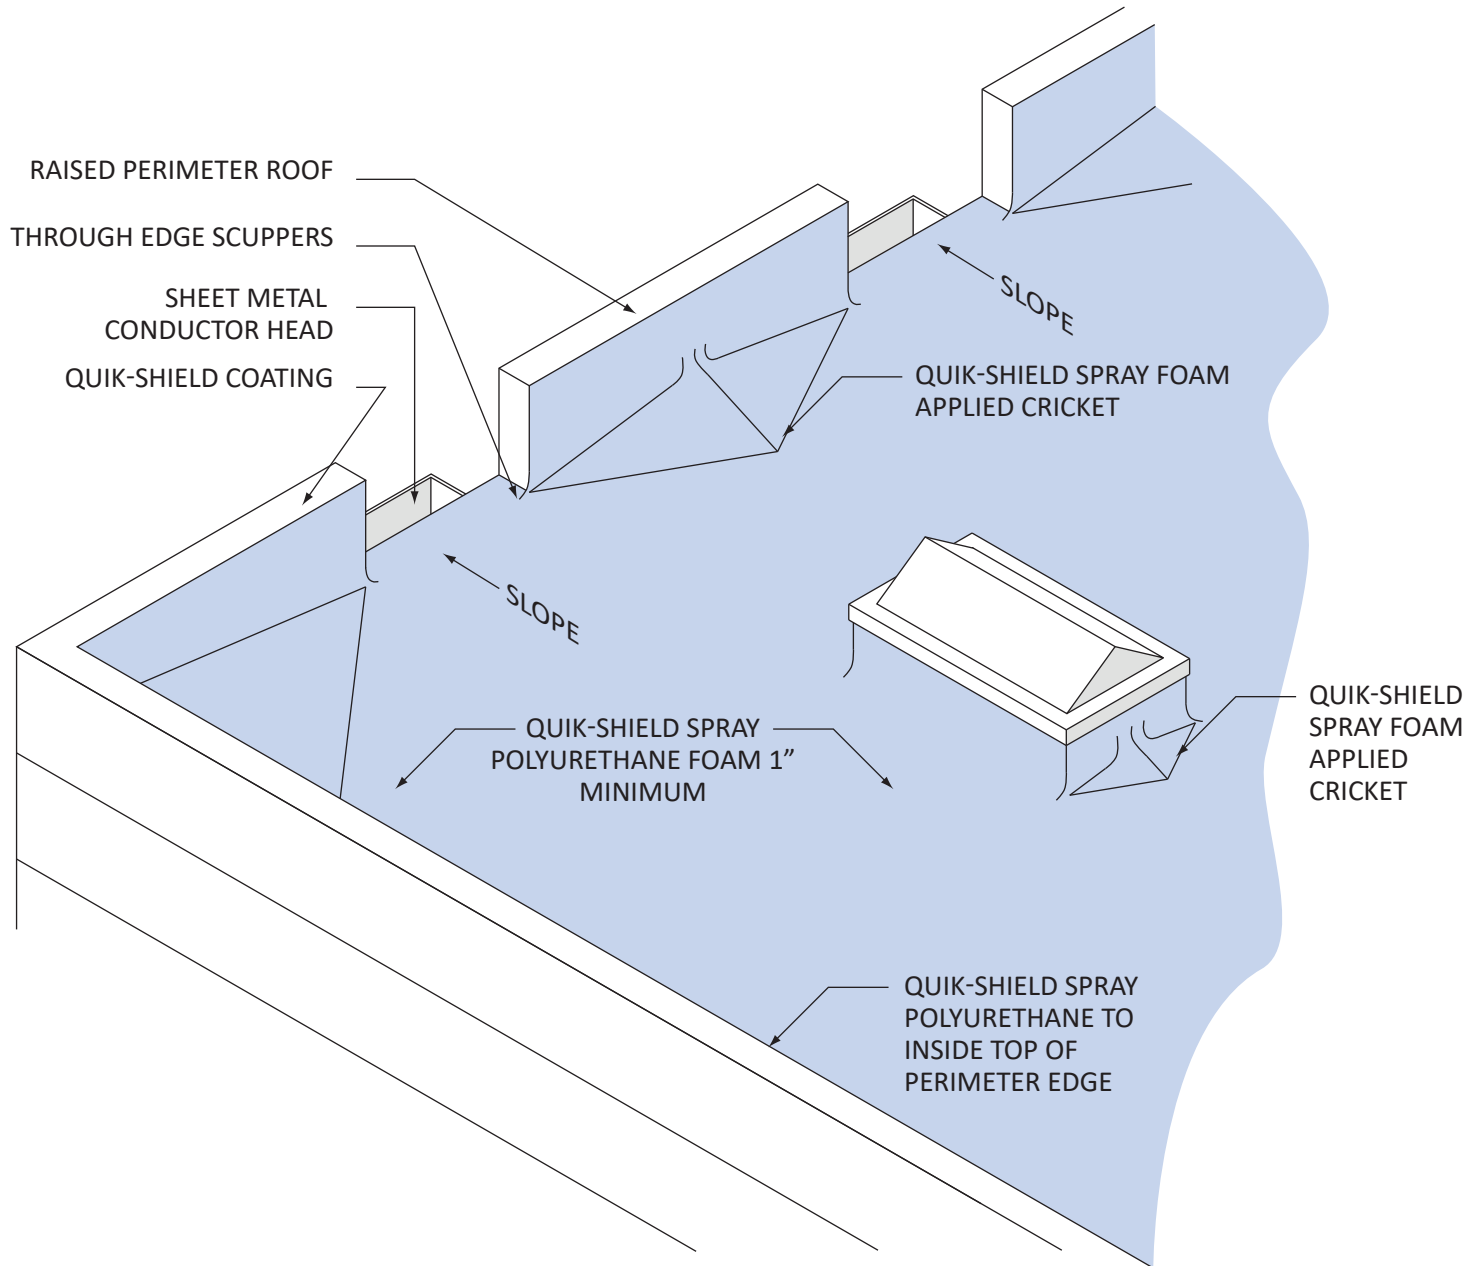 RAISED PERIMETER ROOF
THROUGH EDGE SCUPPERS
SHEET METAL
CONDUCTOR HEAD
QUIK-SHIELD COATING
SLOPE
QUIK-SHIELD SPRAY FOAM
APPLIED CRICKET
SLOPE
QUIK-SHIELD SPRAY
POLYURETHANE FOAM 1”
MINIMUM
QUIK-SHIELD
SPRAY FOAM
APPLIED
CRICKET
QUIK-SHIELD SPRAY
POLYURETHANE TO
INSIDE TOP OF
PERIMETER EDGE